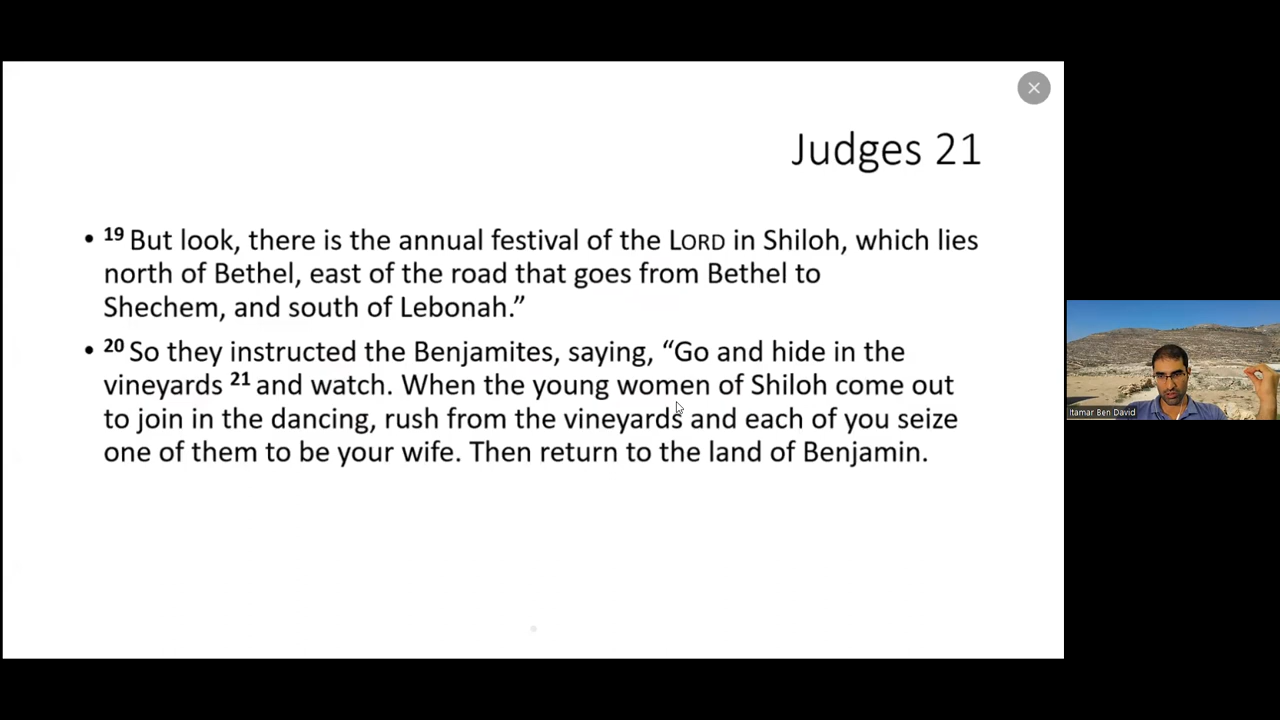 Judges 21
• 19 But look, there is the annual festival of the LORD in Shiloh, which lies
north of Bethel, east of the road that goes from Bethel to
Shechem, and south of Lebonah.”
• 20 So they instructed the Benjamites, saying, “Go and hide in the
vineyards 21 and watch. When the young women of Shiloh come out
to join in the dancing, rush from the vineyards and each of you seize
one of them to be your wife. Then return to the land of Benjamin.
Itamar Ben David